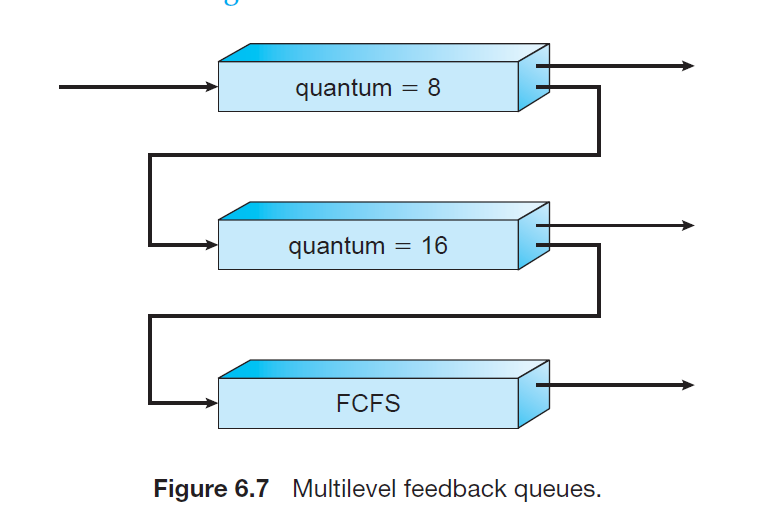 quantum = 8
quantum = 16
FCFS
Figure 6.7 Multilevel feedback queues.